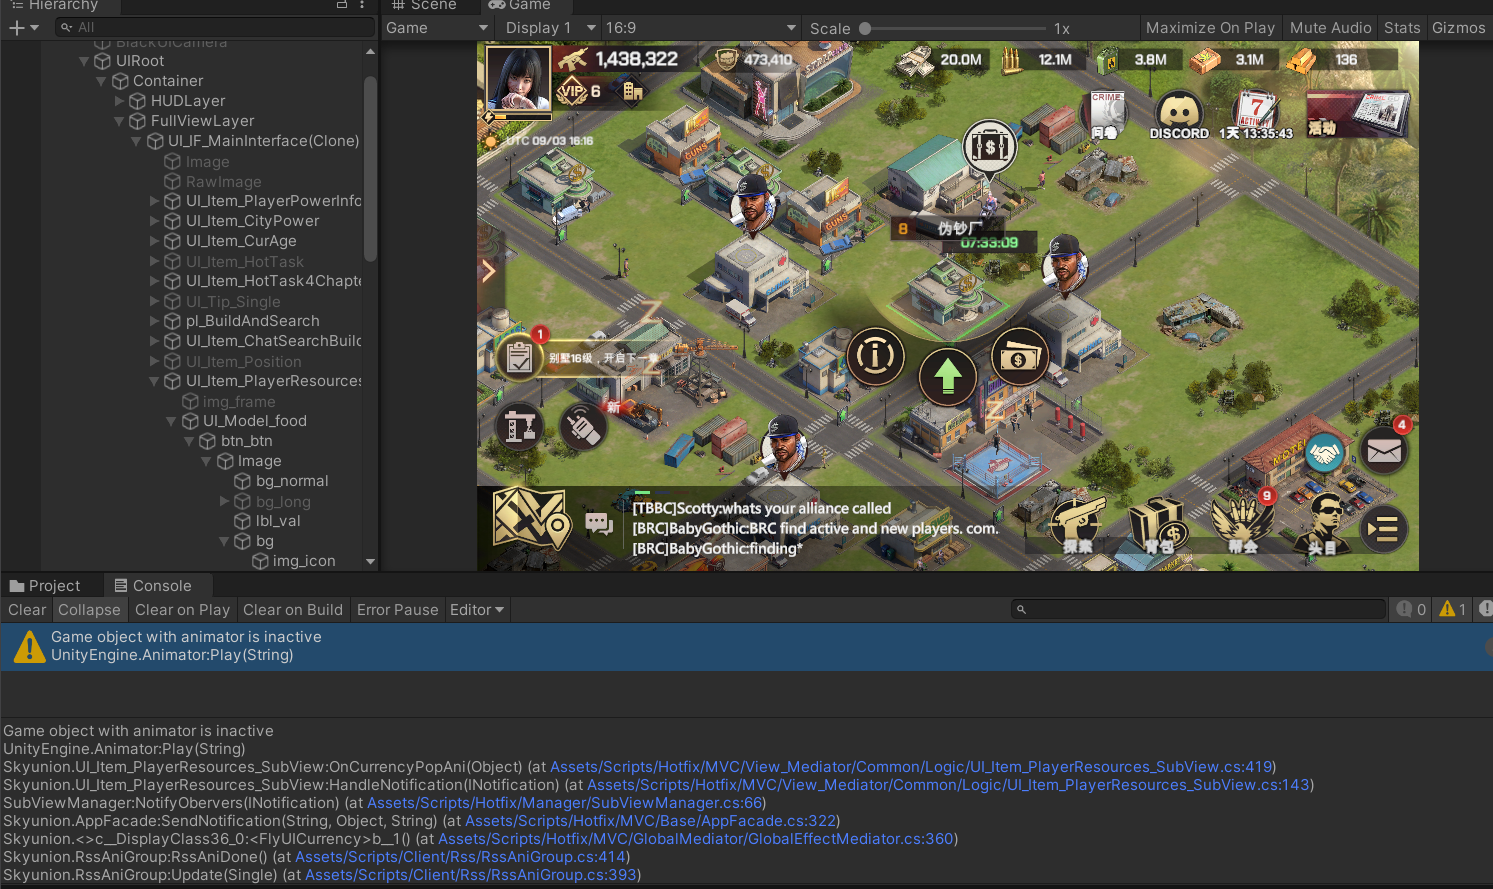 Hierarchy
Scene
Game
All
Game
Display 1
16:9
Scale
1x
Maximize On Play
Mute Audio
Stats
Gizmos
BlackUICamera
UIRoot
Container
HUDLayer
FullViewLayer
UI_IF_MainInterface(Clone)
Image
RawImage
UI_Item_PlayerPowerInfo
UI_Item_CityPower
UI_Item_CurAge
UI_Item_HotTask
UI_Item_HotTask4Chapte
UI_Tip_Single
pl_BuildAndSearch
UI_Item_ChatSearchBuild
UI_Item_Position
UI_Item_PlayerResources
img_frame
UI_Model_food
btn_btn
Image
bg_normal
bg_long
lbl_val
bg
img_icon
1,438,322
473,410
20.0M
12.1M
3.8M
3.1M
136
VIP 6
UTC 09/03 16:16
CRIME
问卷
DISCORD
7
ACTIVITY
1天 13:35:43
活动
GUNS
GUNS
8 伪钞厂
07:33:09
1
别墅16级，开启下一章
新
MOTEL
4
9
[TBBC]Scotty:whats your alliance called
[BRC]BabyGothic:BRC find active and new players. com.
[BRC]BabyGothic:finding*
探索
背包
帮会
头目
Project
Console
Clear
Collapse
Clear on Play
Clear on Build
Error Pause
Editor
0
1
Game object with animator is inactive
UnityEngine.Animator:Play(String)
Game object with animator is inactive
UnityEngine.Animator:Play(String)
Skyunion.UI_Item_PlayerResources_SubView:OnCurrencyPopAni(Object) (at Assets/Scripts/Hotfix/MVC/View_Mediator/Common/Logic/UI_Item_PlayerResources_SubView.cs:419)
Skyunion.UI_Item_PlayerResources_SubView:HandleNotification(INotification) (at Assets/Scripts/Hotfix/MVC/View_Mediator/Common/Logic/UI_Item_PlayerResources_SubView.cs:143)
SubViewManager:NotifyObervers(INotification) (at Assets/Scripts/Hotfix/Manager/SubViewManager.cs:66)
Skyunion.AppFacade:SendNotification(String, Object, String) (at Assets/Scripts/Hotfix/MVC/Base/AppFacade.cs:322)
Skyunion.<>c__DisplayClass36_0:<FlyUICurrency>b__1() (at Assets/Scripts/Hotfix/MVC/GlobalMediator/GlobalEffectMediator.cs:360)
Skyunion.RssAniGroup:RssAniDone() (at Assets/Scripts/Client/Rss/RssAniGroup.cs:414)
Skyunion.RssAniGroup:Update(Single) (at Assets/Scripts/Client/Rss/RssAniGroup.cs:393)